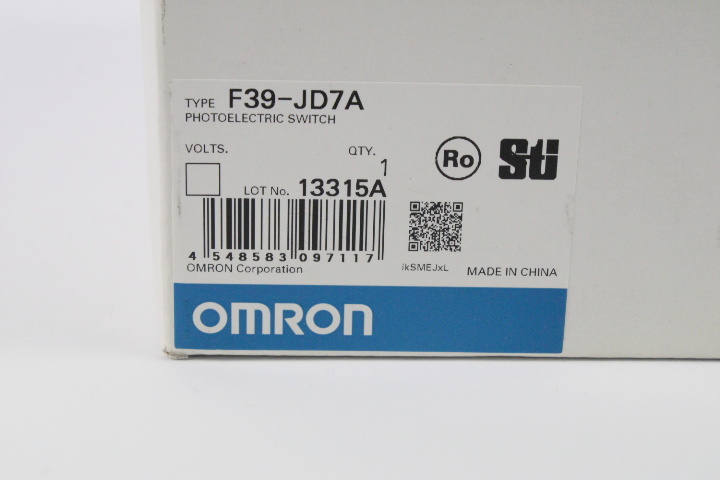 TYPE F39-JD7A
PHOTOELECTRIC SWITCH
VOLTS. QTY.
1
LOT No. 13315A
Ro
Sti
4 548583 097117
OMRON Corporation
ikSMEJxL
MADE IN CHINA
OMRON